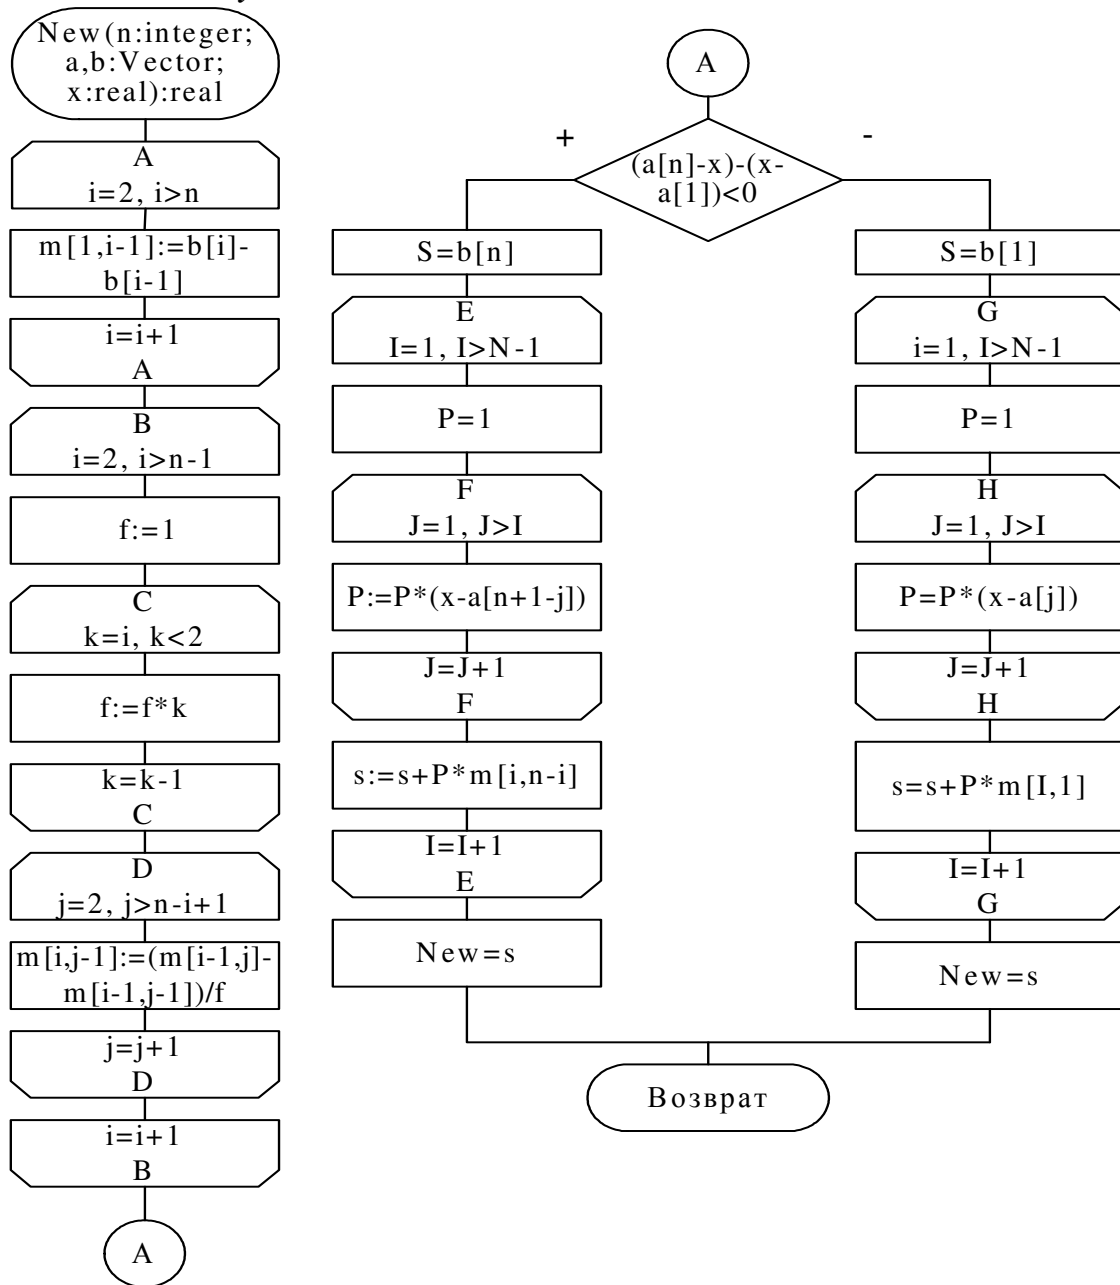 y
New(n:integer;
a,b:Vector;
x:real):real
A
i=2, i>n
m[1,i-1]:=b[i]-
b[i-1]
i=i+1
A
B
i=2, i>n-1
f:=1
C
k=i, k<2
f:=f*k
k=k-1
C
D
j=2, j>n-i+1
m[i,j-1]:=(m[i-1,j]-
m[i-1,j-1])/f
j=j+1
D
i=i+1
B
A
A
+
-
(a[n]-x)-(x-
a[1])<0
S=b[n]
E
I=1, I>N-1
P=1
F
J=1, J>I
P:=P*(x-a[n+1-j])
J=J+1
F
s:=s+P*m[i,n-i]
I=I+1
E
New=s
S=b[1]
G
i=1, I>N-1
P=1
H
J=1, J>I
P=P*(x-a[j])
J=J+1
H
s=s+P*m[I,1]
I=I+1
G
New=s
Возврат